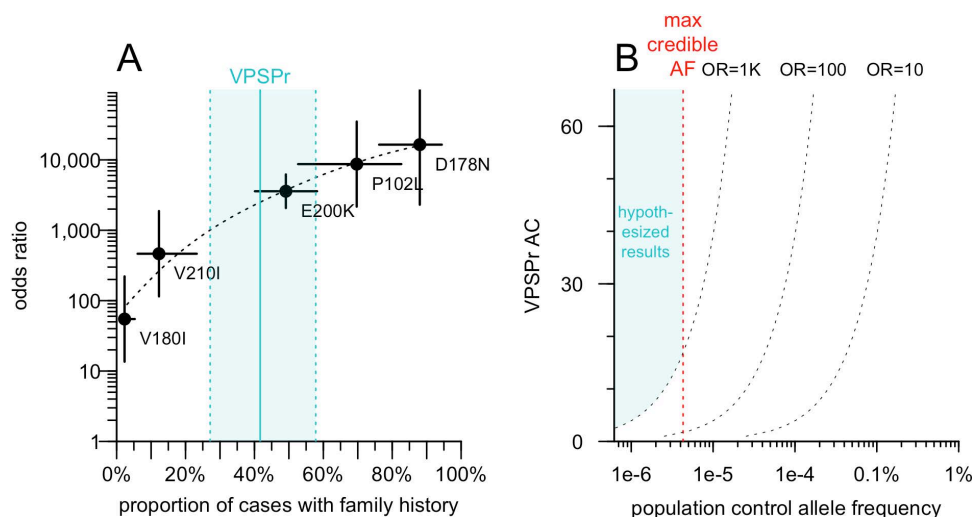 A
VPSPr
odds ratio
10,000
1,000
100
10
1
D178N
P102L
E200K
V210I
V180I
0%
20%
40%
60%
80%
100%
proportion of cases with family history
B
max
credible
AF
OR=1K
OR=100
OR=10
VPSPr AC
60
30
0
hypoth-
esized
results
1e-6
1e-5
1e-4
0.1%
1%
population control allele frequency